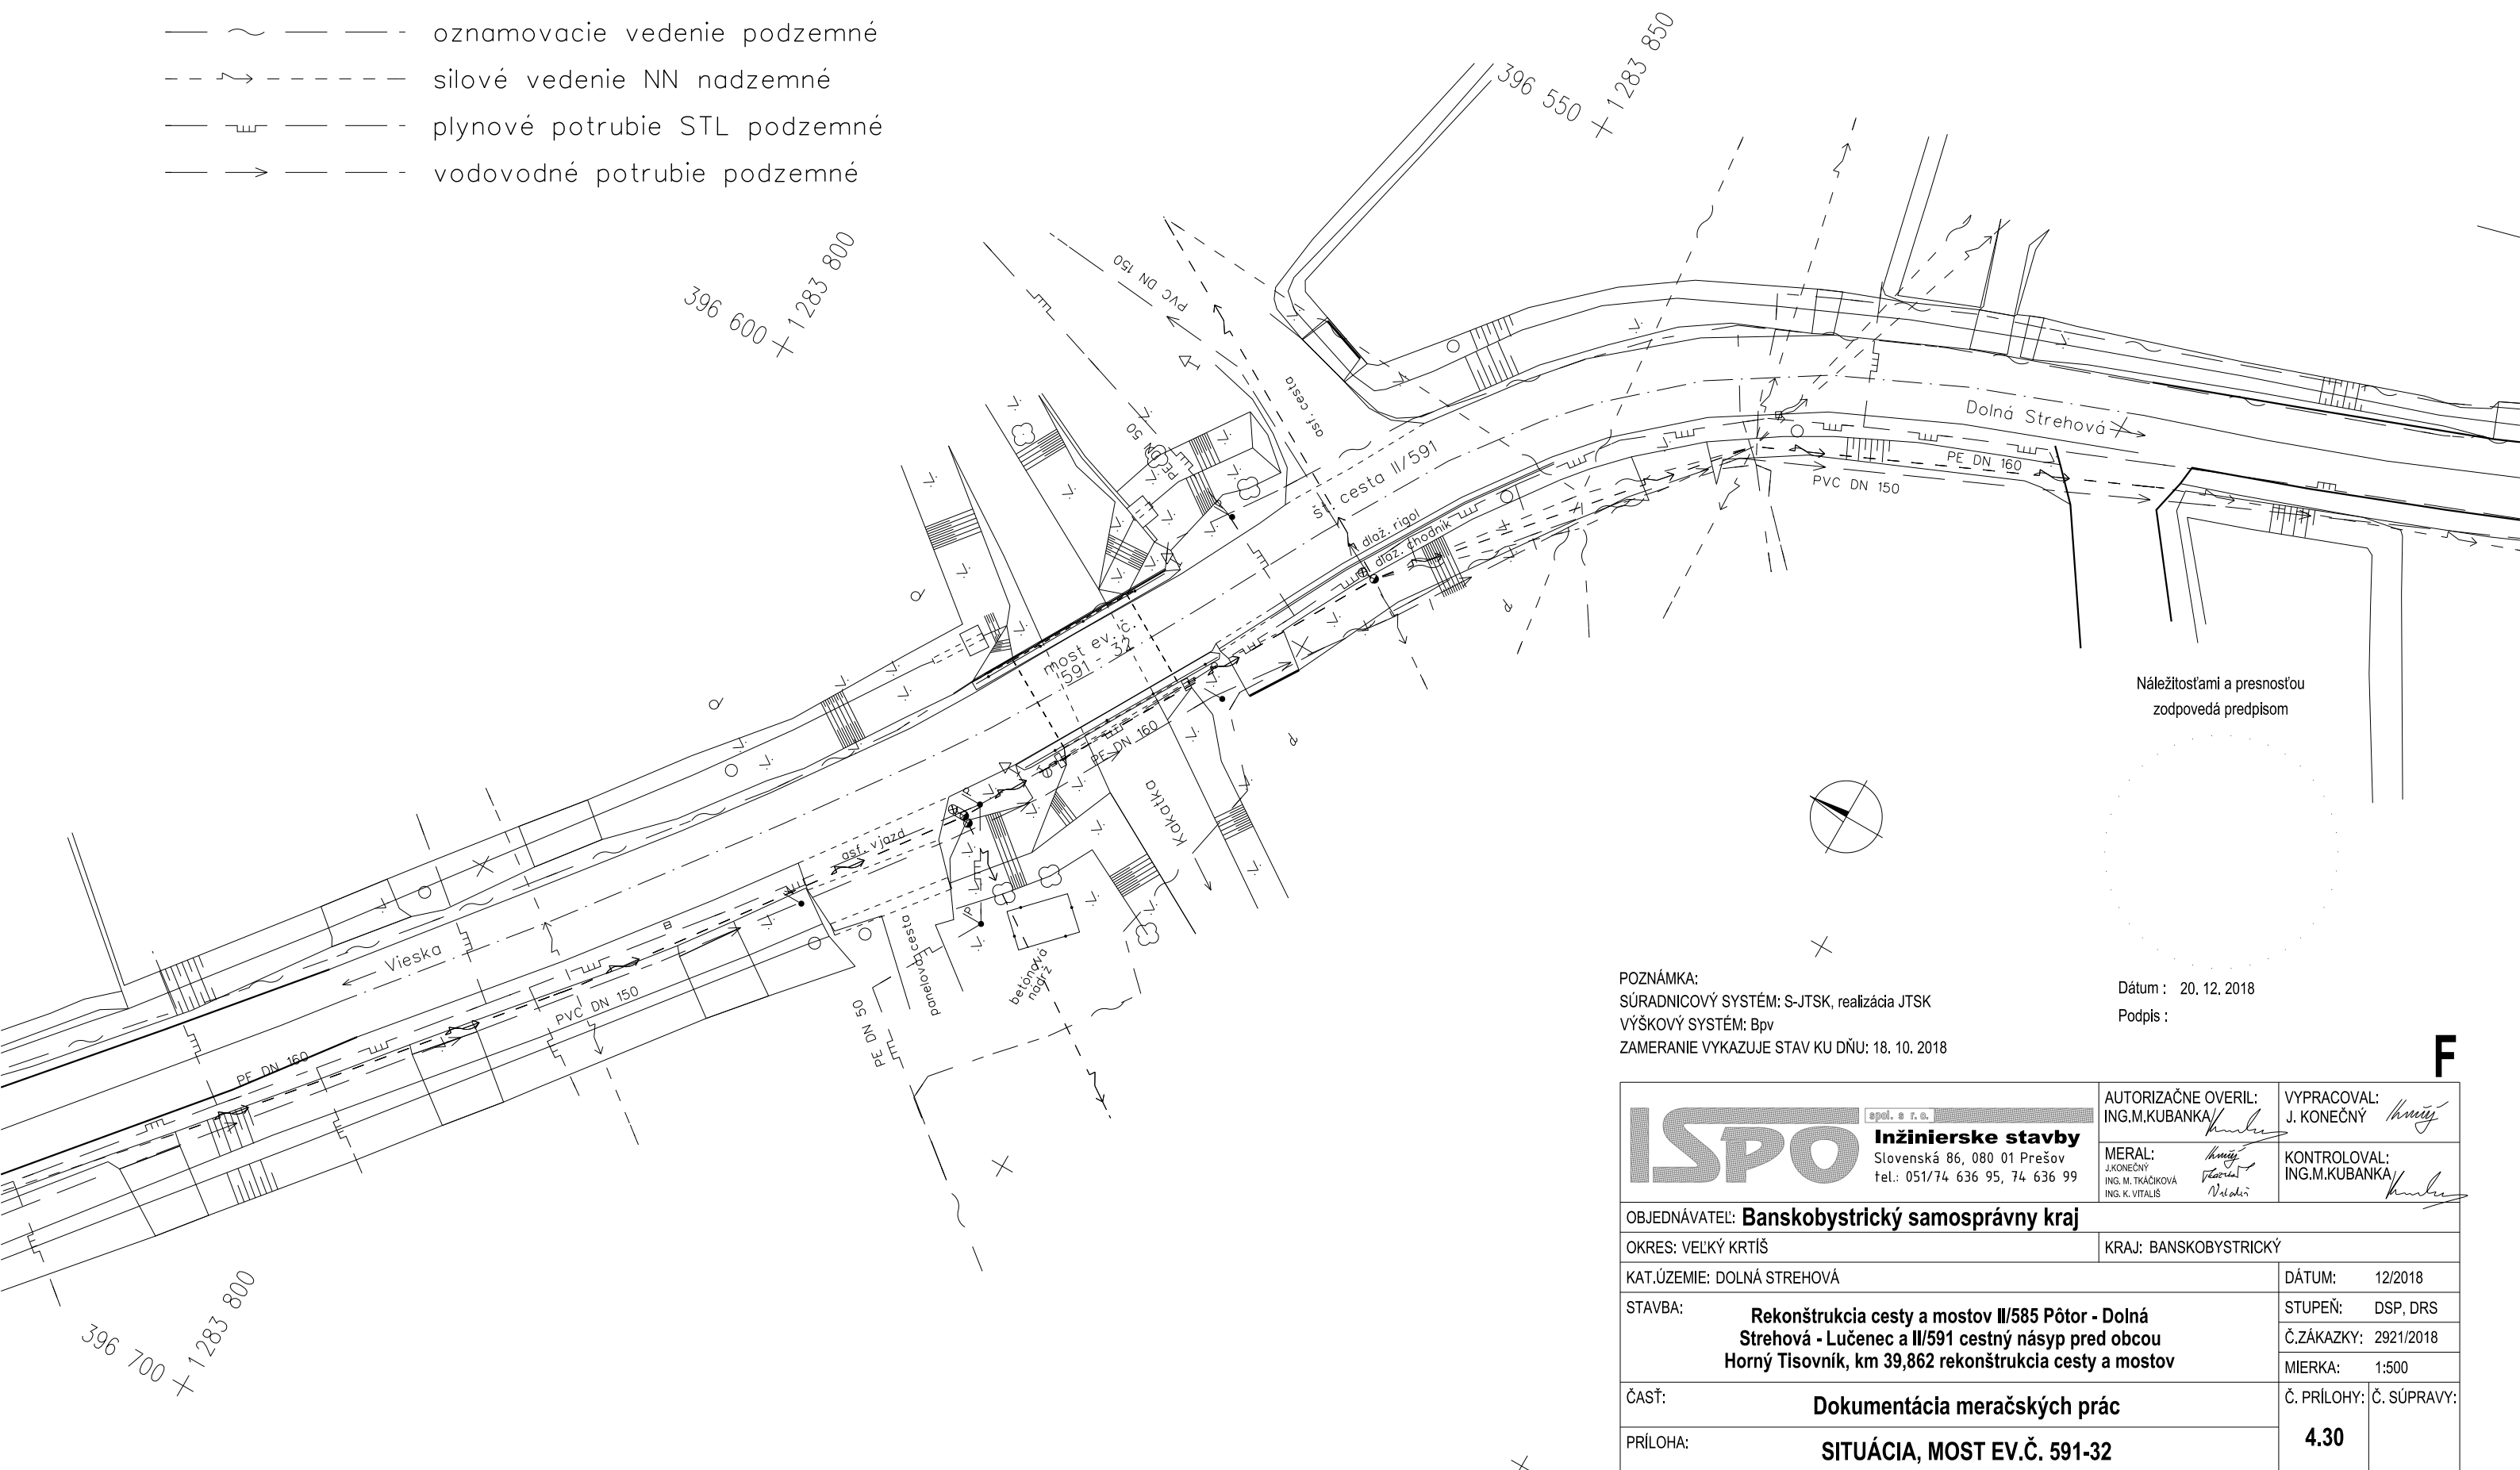 oznamovacie vedenie podzemné
silové vedenie NN nadzemné
plynové potrubie STL podzemné
vodovodné potrubie podzemné
396 550
1 283 850
396 600
1 283 800
PVC DN 150
PE DN 50
asf. cesta
Dolná Strehová
PE DN 160
PVC DN 150
Št. cesta II/591
dlaž. rigol
dlaž. chodník
most ev. č.
591 - 32
PE DN 160
Kakatka
asf. vjazd
Vieska
panelová cesta
betónová
nádrž
PVC DN 150
PE DN 50
PE DN 160
396 700
1 283 800
Náležitosťami a presnosťou
zodpovedá predpisom
POZNÁMKA:
SÚRADNICOVÝ SYSTÉM: S-JTSK, realizácia JTSK
VÝŠKOVÝ SYSTÉM: Bpv
ZAMERANIE VYKAZUJE STAV KU DŇU: 18. 10. 2018
Dátum : 20. 12. 2018
Podpis :
F
ISPO
spol. s r. o.
Inžinierske stavby
Slovenská 86, 080 01 Prešov
tel.: 051/74 636 95, 74 636 99
AUTORIZAČNE OVERIL:
ING.M.KUBANKA
VYPRACOVAL:
J. KONEČNÝ
MERAL:
J.KONEČNÝ
ING. M. TKÁČIKOVÁ
ING. K. VITALIŠ
KONTROLOVAL:
ING.M.KUBANKA
OBJEDNÁVATEĽ: Banskobystrický samosprávny kraj
OKRES: VEĽKÝ KRTÍŠ
KRAJ: BANSKOBYSTRICKÝ
KAT.ÚZEMIE: DOLNÁ STREHOVÁ
DÁTUM: 12/2018
STAVBA:
Rekonštrukcia cesty a mostov II/585 Pôtor - Dolná
Strehová - Lučenec a II/591 cestný násyp pred obcou
Horný Tisovník, km 39,862 rekonštrukcia cesty a mostov
STUPEŇ: DSP, DRS
Č.ZÁKAZKY: 2921/2018
MIERKA: 1:500
ČASŤ:
Dokumentácia meračských prác
Č. PRÍLOHY:
Č. SÚPRAVY:
4.30
PRÍLOHA:
SITUÁCIA, MOST EV.Č. 591-32